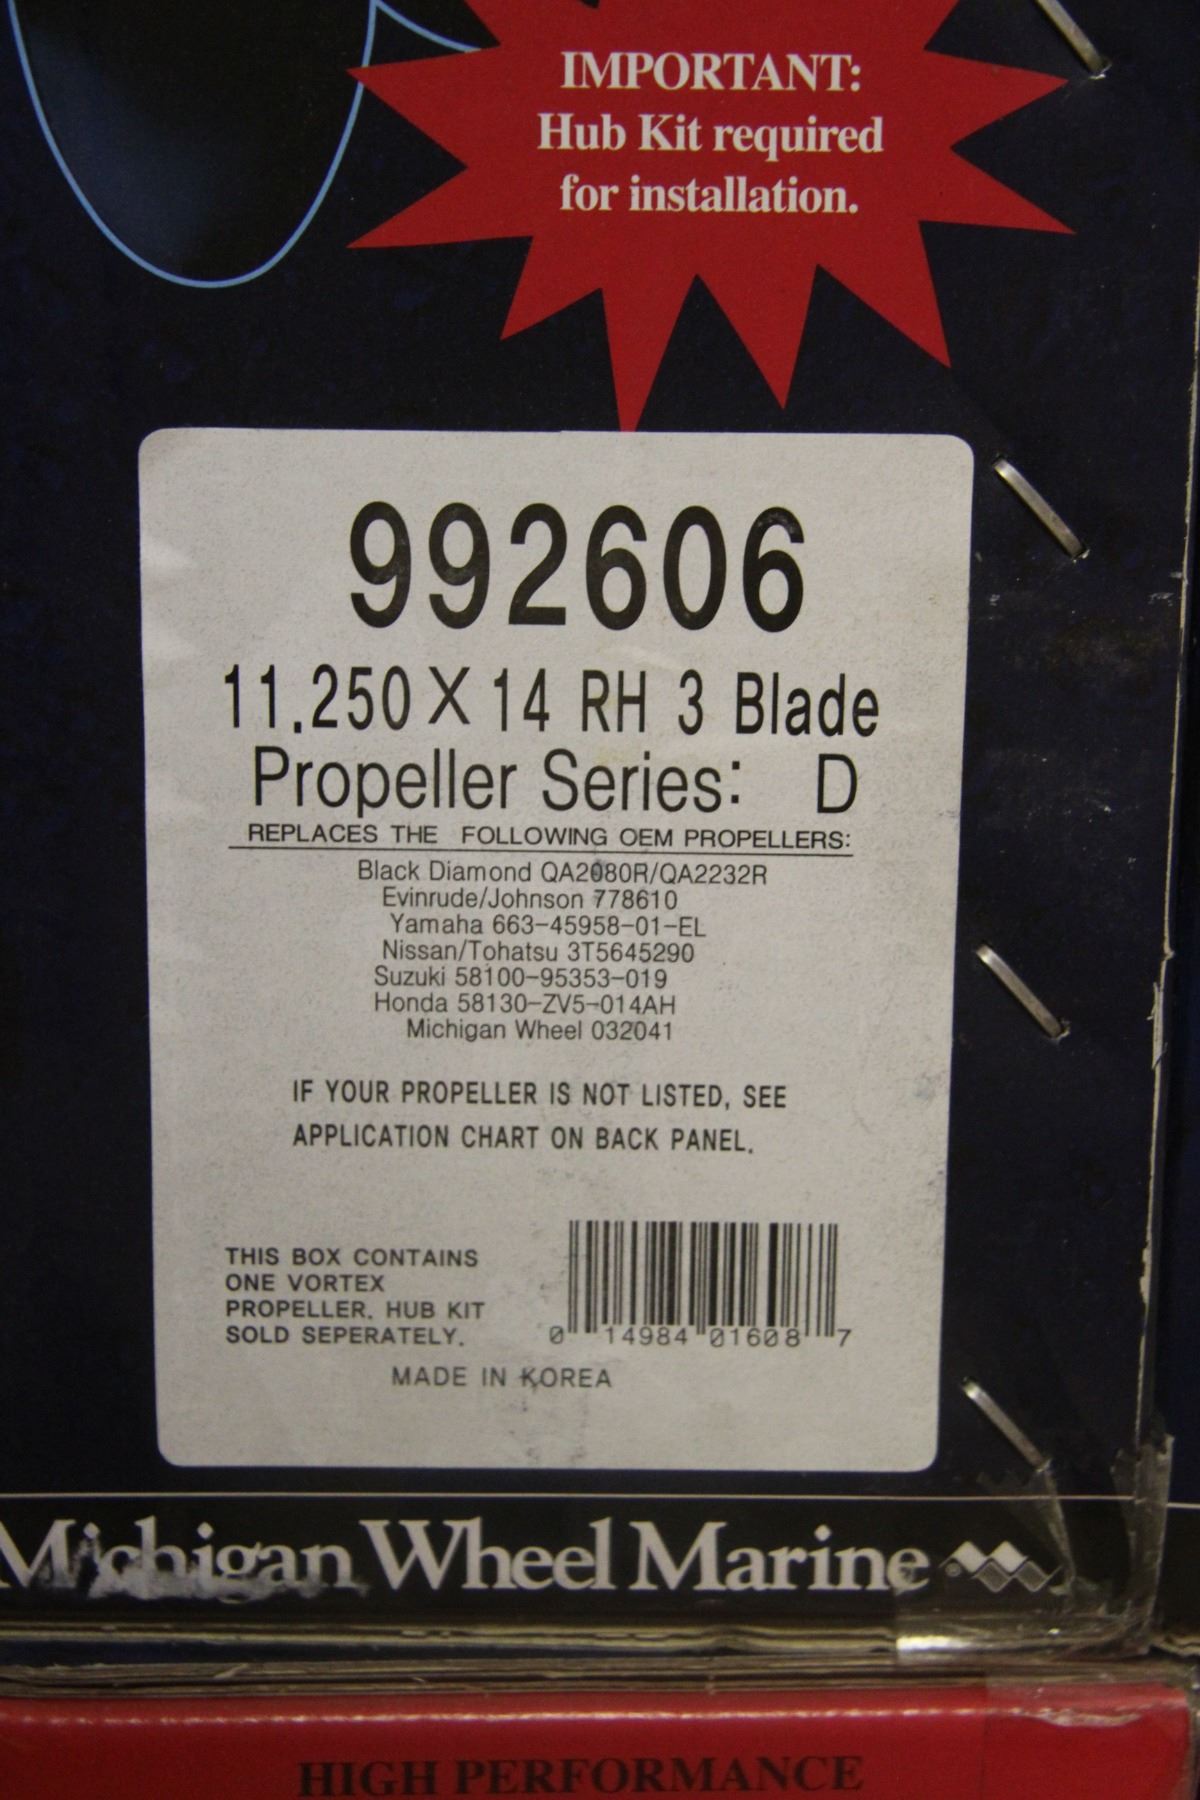 IMPORTANT:
Hub Kit required
for installation.
992606
11.250 X 14 RH 3 Blade
Propeller Series: D
REPLACES THE FOLLOWING OEM PROPELLERS:
Black Diamond QA2080R/QA2232R
Evinrude/Johnson 778610
Yamaha 663-45958-01-EL
Nissan/Tohatsu 3T5645290
Suzuki 58100-95353-019
Honda 58130-ZV5-014AH
Michigan Wheel 032041
IF YOUR PROPELLER IS NOT LISTED, SEE
APPLICATION CHART ON BACK PANEL.
THIS BOX CONTAINS
ONE VORTEX
PROPELLER. HUB KIT
SOLD SEPERATELY.
0 14984 01608 7
MADE IN KOREA
Michigan Wheel Marine
HIGH PERFORMANCE